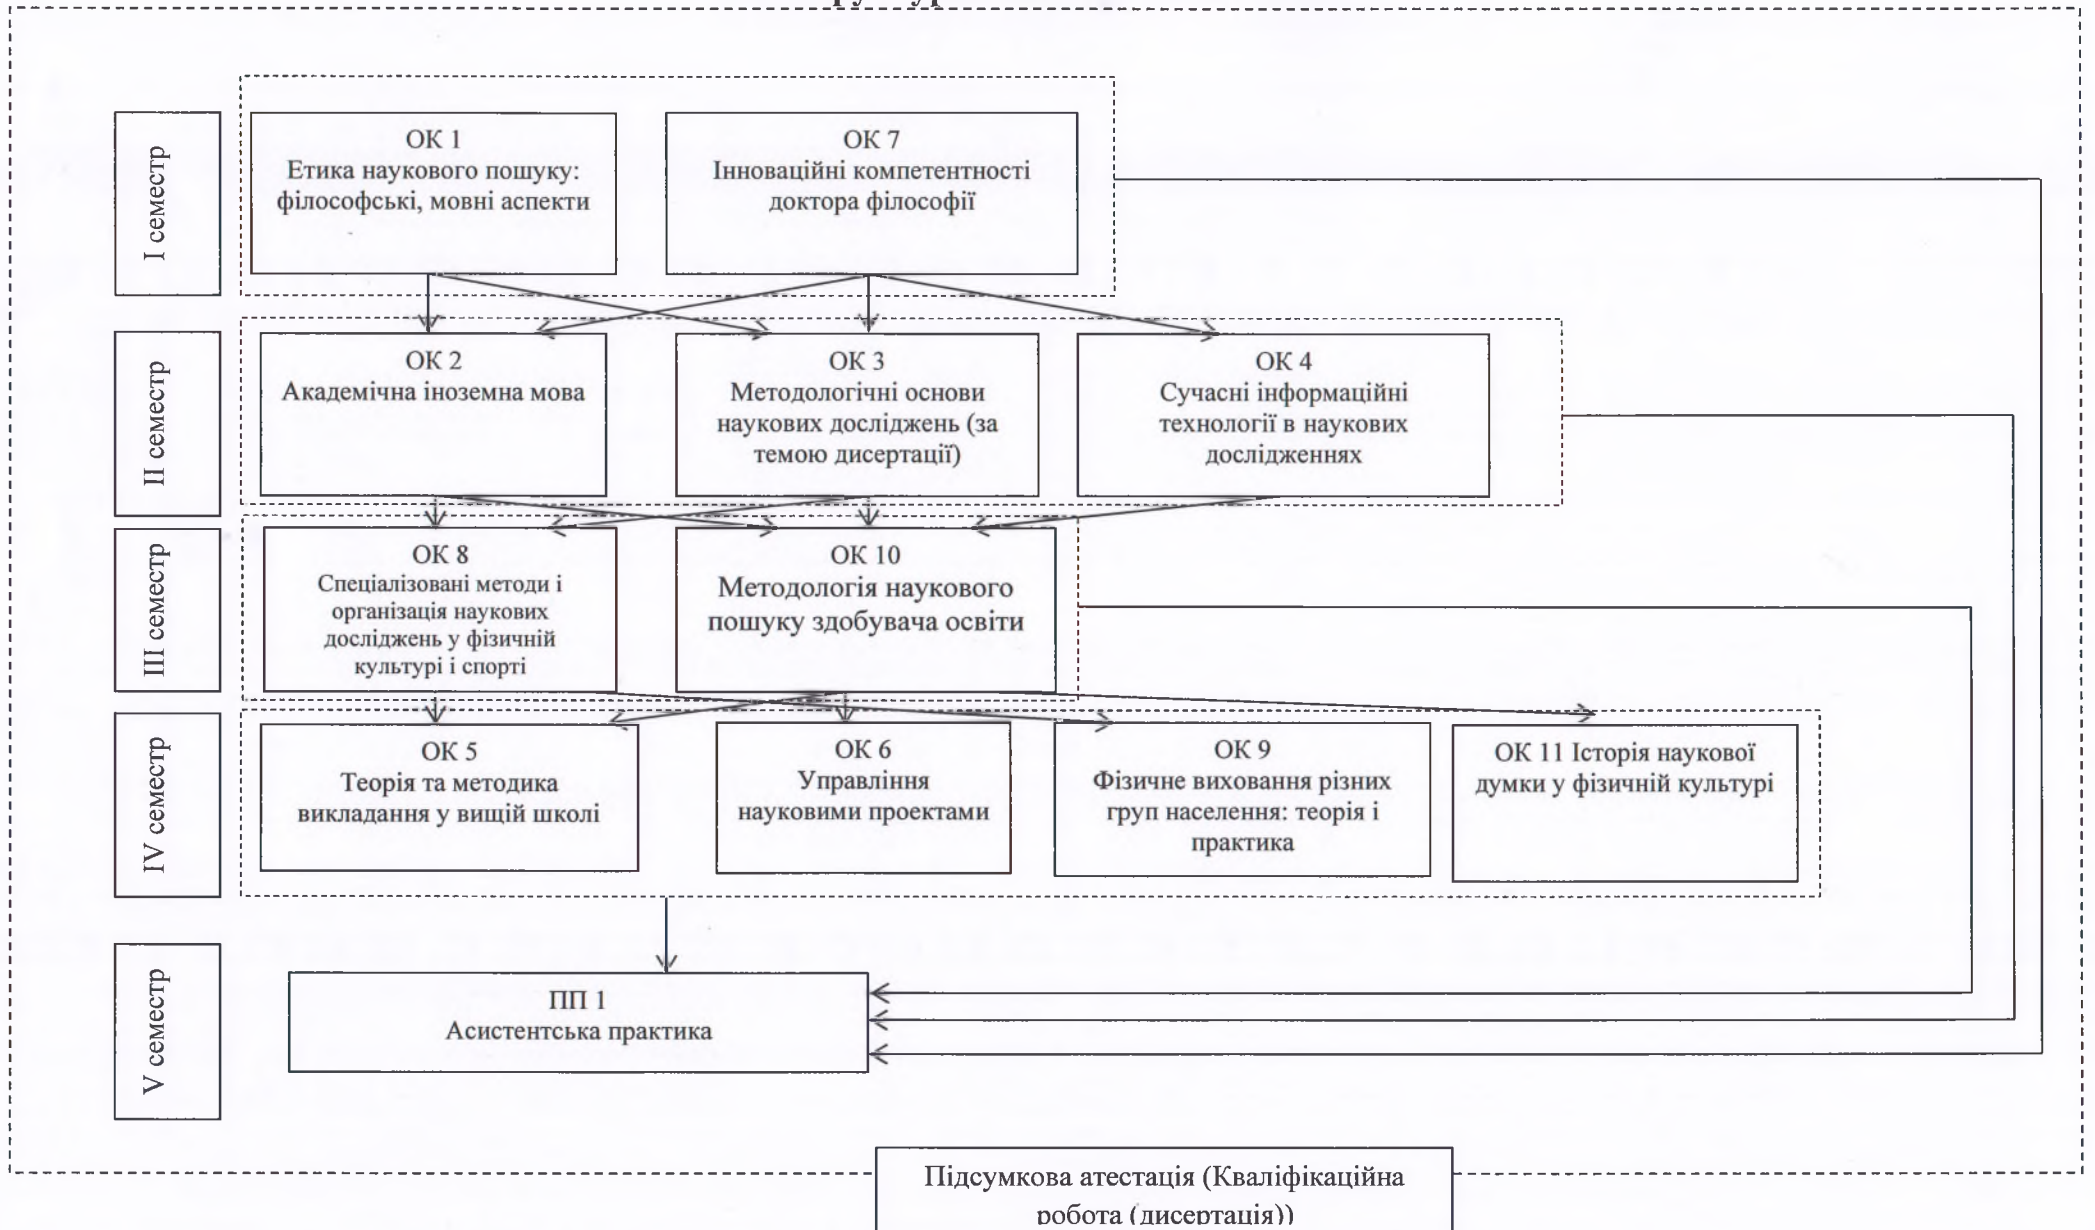 І семестр
ОК 1
Етика наукового пошуку:
філософські, мовні аспекти
ОК 7
Інноваційні компетентності
доктора філософії
ІІ семестр
ОК 2
Академічна іноземна мова
ОК 3
Методологічні основи
наукових досліджень (за
темою дисертації)
ОК 4
Сучасні інформаційні
технології в наукових
дослідженнях
ІІІ семестр
ОК 8
Спеціалізовані методи і
організація наукових
досліджень у фізичній
культурі і спорті
ОК 10
Методологія наукового
пошуку здобувача освіти
IV семестр
ОК 5
Теорія та методика
викладання у вищій школі
ОК 6
Управління
науковими проектами
ОК 9
Фізичне виховання різних
груп населення: теорія і
практика
ОК 11 Історія наукової
думки у фізичній культурі
V семестр
ПП 1
Асистентська практика
Підсумкова атестація (Кваліфікаційна
робота (дисертація))